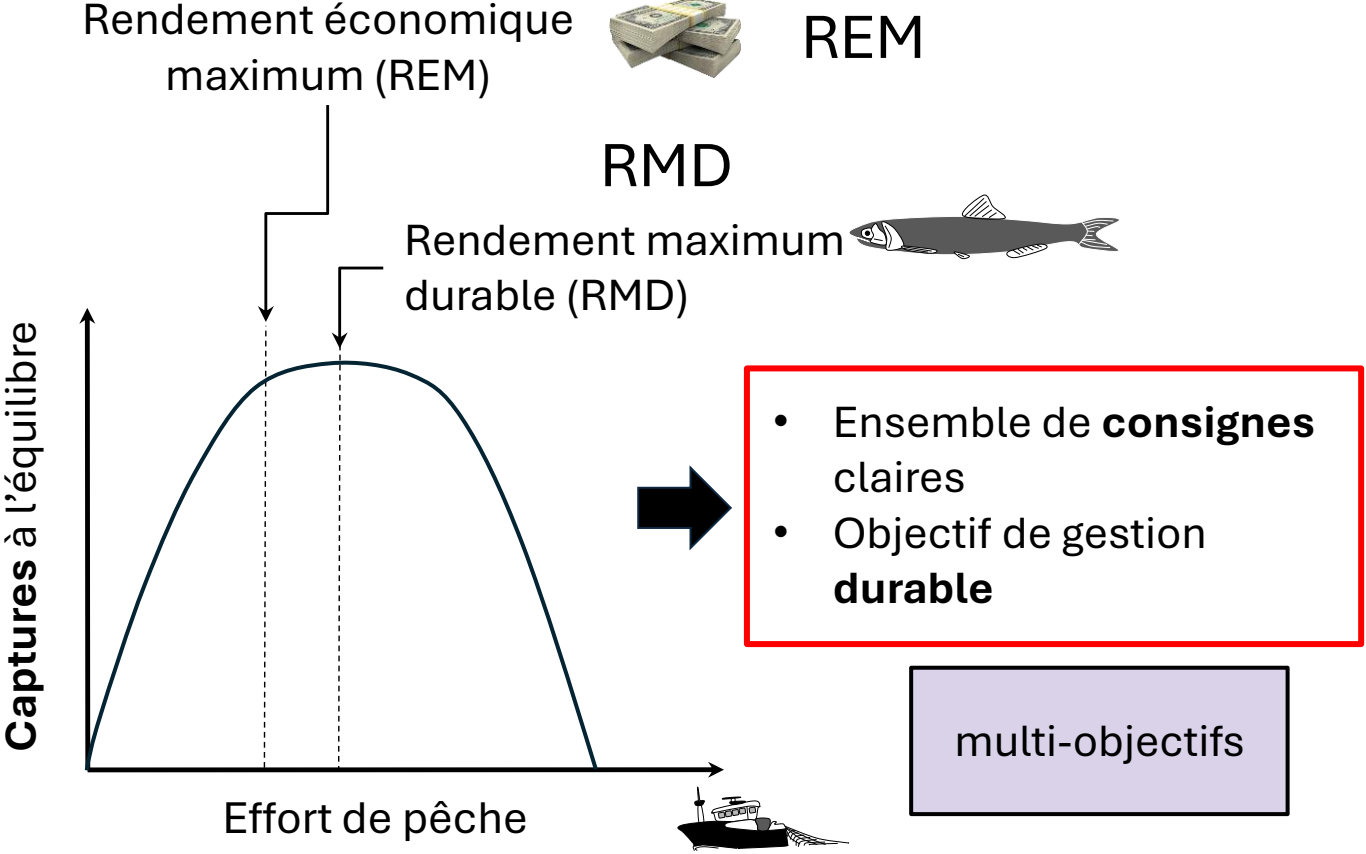 Rendement économique
maximum (REM)
REM
RMD
Rendement maximum
durable (RMD)
Captures à l’équilibre
• Ensemble de consignes
claires
• Objectif de gestion
durable
multi-objectifs
Effort de pêche